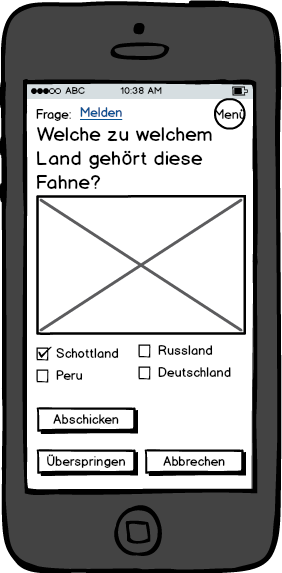 ABC 10:38 AM
Frage: Melden Menü
Welche zu welchem
Land gehört diese
Fahne?
Schottland Russland
Peru Deutschland
Abschicken
Überspringen Abbrechen